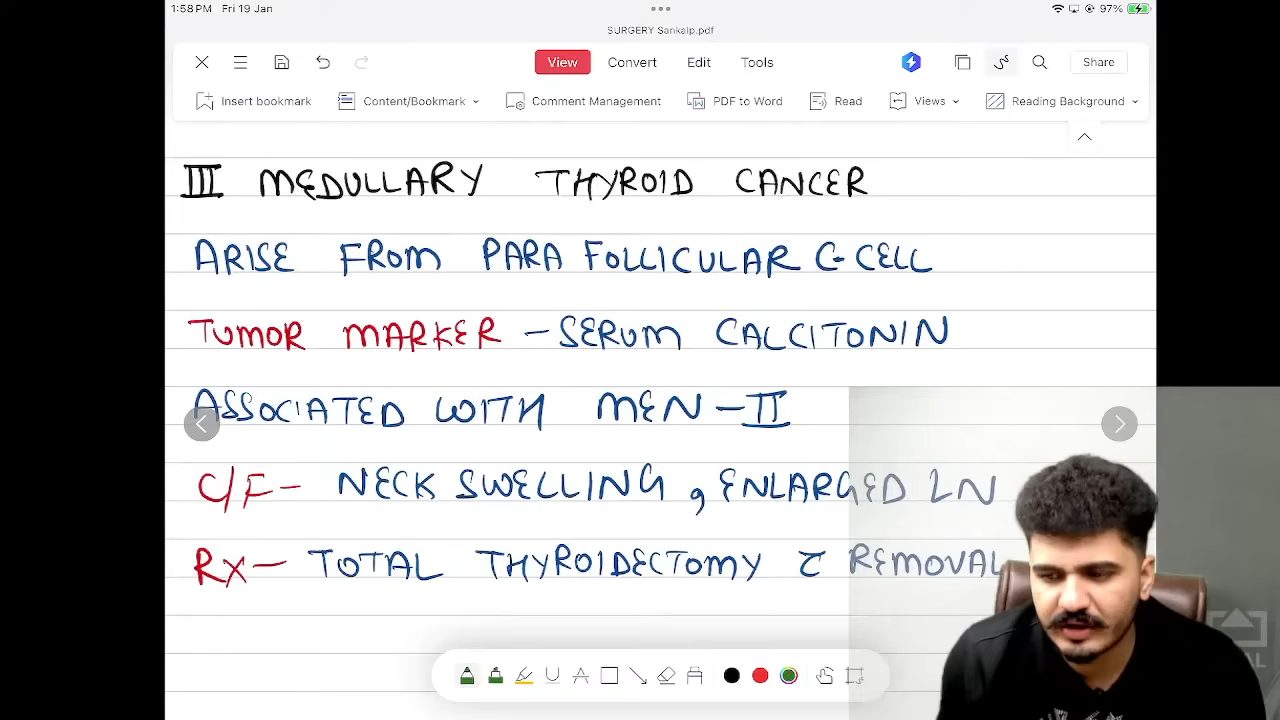 1:58 PM Fri 19 Jan
97%
SURGERY Sankalp.pdf
View Convert Edit Tools Share
Insert bookmark Content/Bookmark Comment Management PDF to Word Read Views Reading Background
III MEDULLARY THYROID CANCER
ARISE FROM PARA FOLLICULAR C-CELL
TUMOR MARKER - SERUM CALCITONIN
ASSOCIATED WITH MEN-II
C/F- NECK SWELLING, ENLARGED LN
RX- TOTAL THYROIDECTOMY c̄ REMOVAL